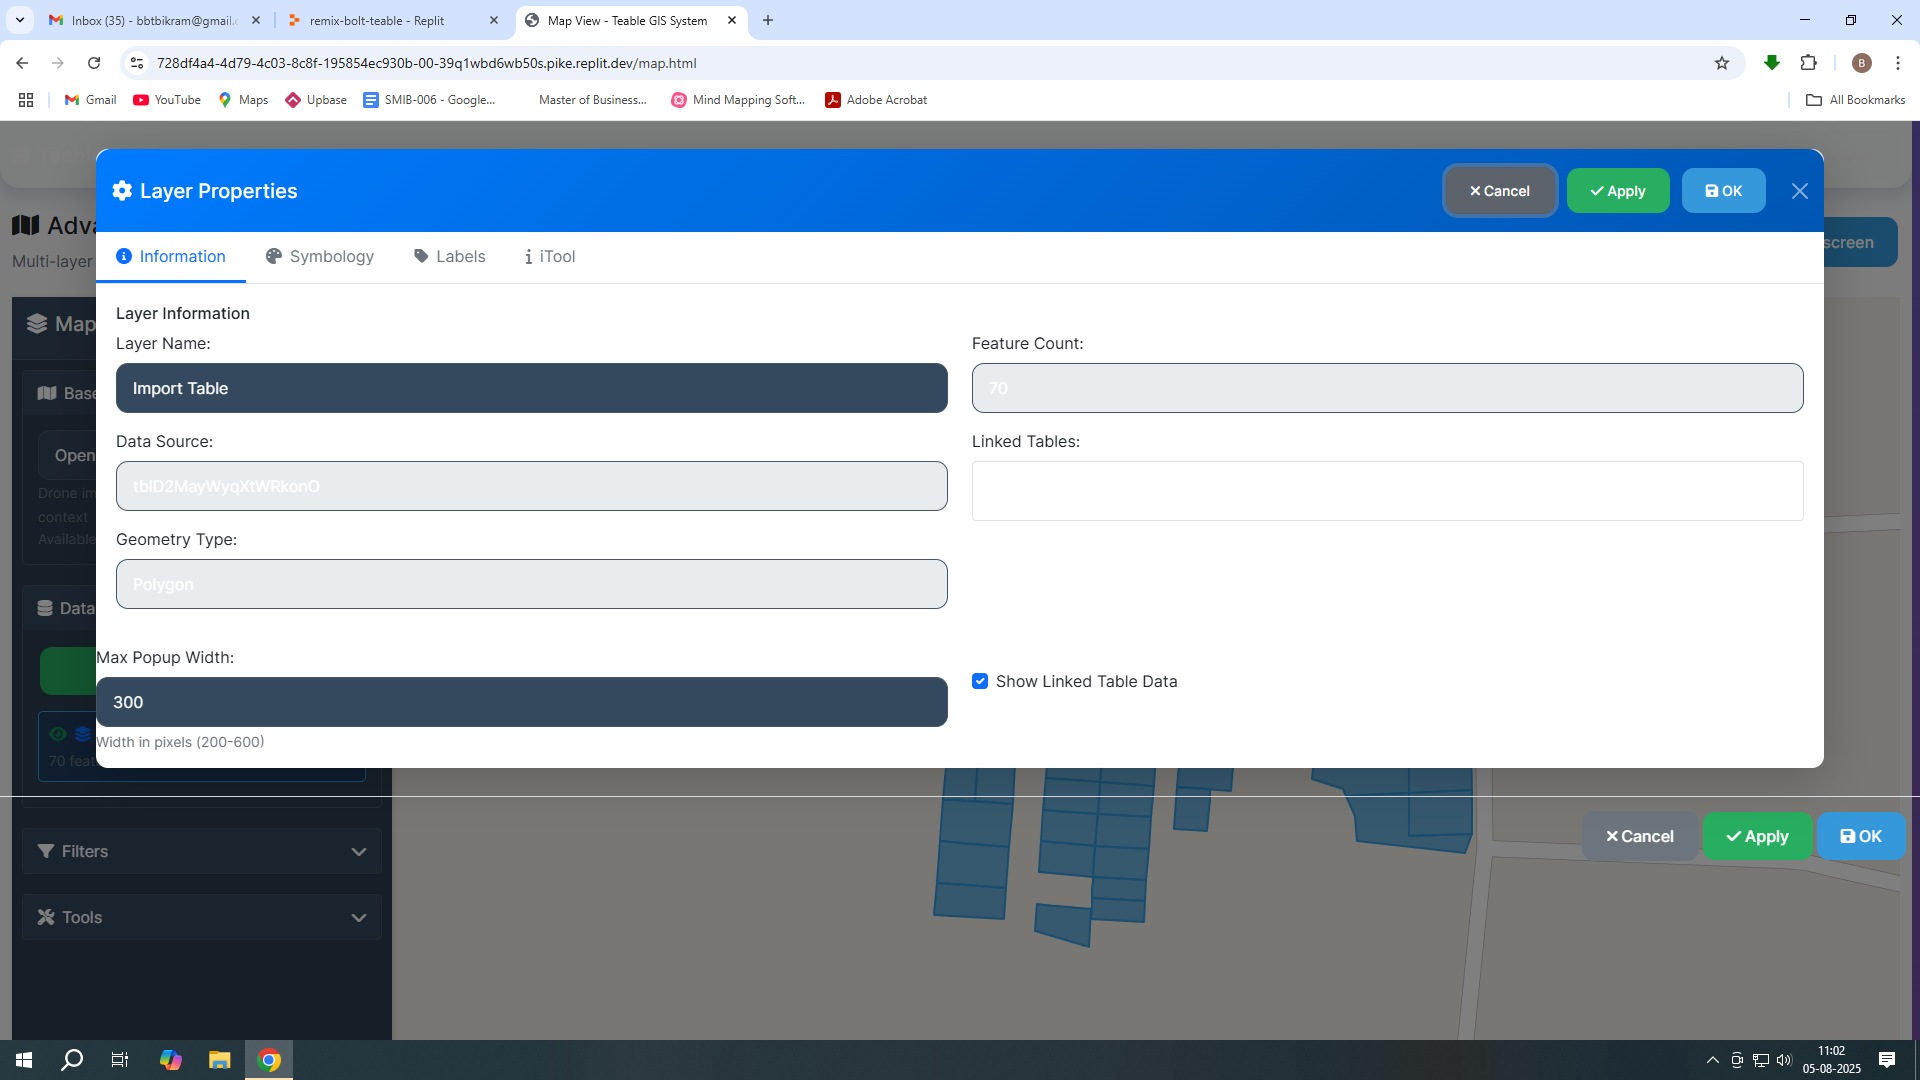 Inbox (35) - bbtbikram@gmail.c
remix-bolt-teable - Replit
Map View - Teable GIS System
728df4a4-4d79-4c03-8c8f-195854ec930b-00-39q1wbd6wb50s.pike.replit.dev/map.html
B
Gmail
YouTube
Maps
Upbase
SMIB-006 - Google...
Master of Business...
Mind Mapping Soft...
Adobe Acrobat
All Bookmarks
Layer Properties
Cancel
Apply
OK
Adva
Multi-layer
screen
Information
Symbology
Labels
iTool
Map
Layer Information
Layer Name:
Feature Count:
Base
Import Table
70
Data Source:
Linked Tables:
Open
tblD2MayWyqXtWRkonO
Drone im
context
Available
Geometry Type:
Polygon
Data
Max Popup Width:
Show Linked Table Data
300
Width in pixels (200-600)
70 feat
Cancel
Apply
OK
Filters
Tools
11:02
05-08-2025